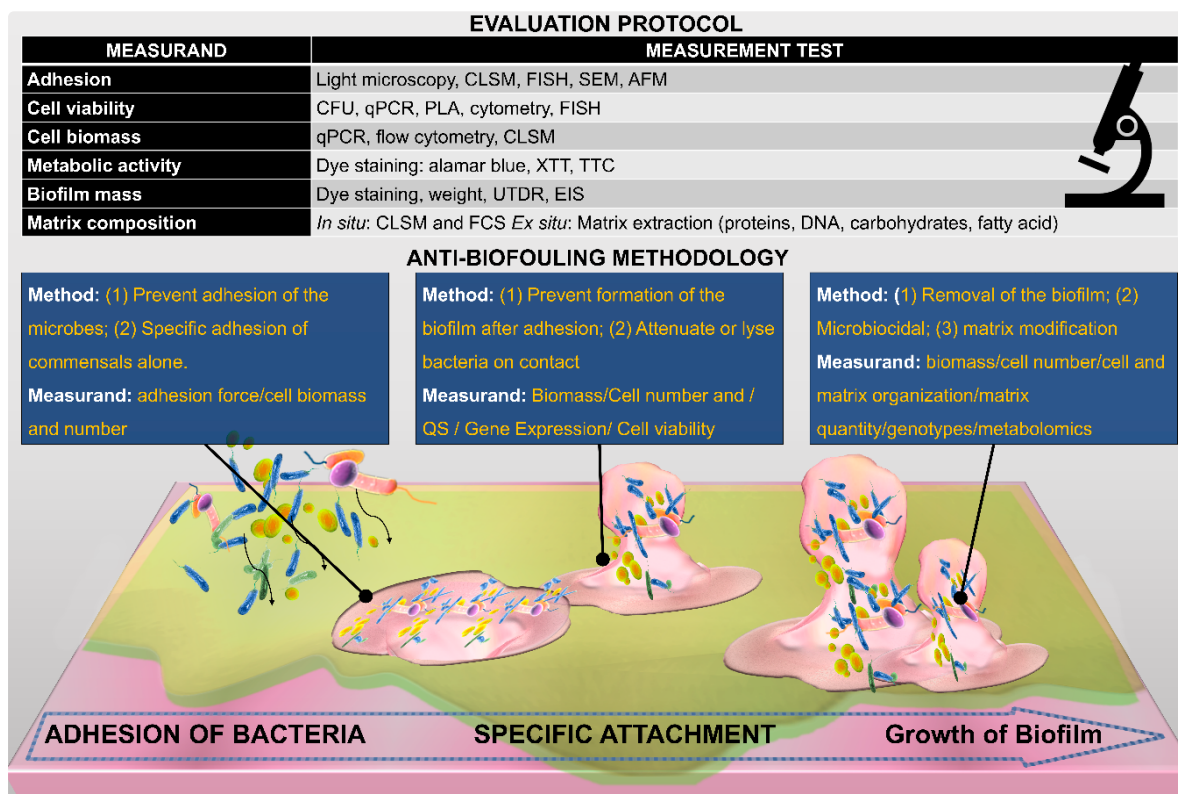 EVALUATION PROTOCOL
MEASURAND MEASUREMENT TEST
Adhesion Light microscopy, CLSM, FISH, SEM, AFM
Cell viability CFU, qPCR, PLA, cytometry, FISH
Cell biomass qPCR, flow cytometry, CLSM
Metabolic activity Dye staining: alamar blue, XTT, TTC
Biofilm mass Dye staining, weight, UTDR, EIS
Matrix composition In situ: CLSM and FCS Ex situ: Matrix extraction (proteins, DNA, carbohydrates, fatty acid)
ANTI-BIOFOULING METHODOLOGY
Method: (1) Prevent adhesion of the
microbes; (2) Specific adhesion of
commensals alone.
Measurand: adhesion force/cell biomass
and number
Method: (1) Prevent formation of the
biofilm after adhesion; (2) Attenuate or lyse
bacteria on contact
Measurand: Biomass/Cell number and /
QS / Gene Expression/ Cell viability
Method: (1) Removal of the biofilm; (2)
Microbiocidal; (3) matrix modification
Measurand: biomass/cell number/cell and
matrix organization/matrix
quantity/genotypes/metabolomics
ADHESION OF BACTERIA
SPECIFIC ATTACHMENT
Growth of Biofilm